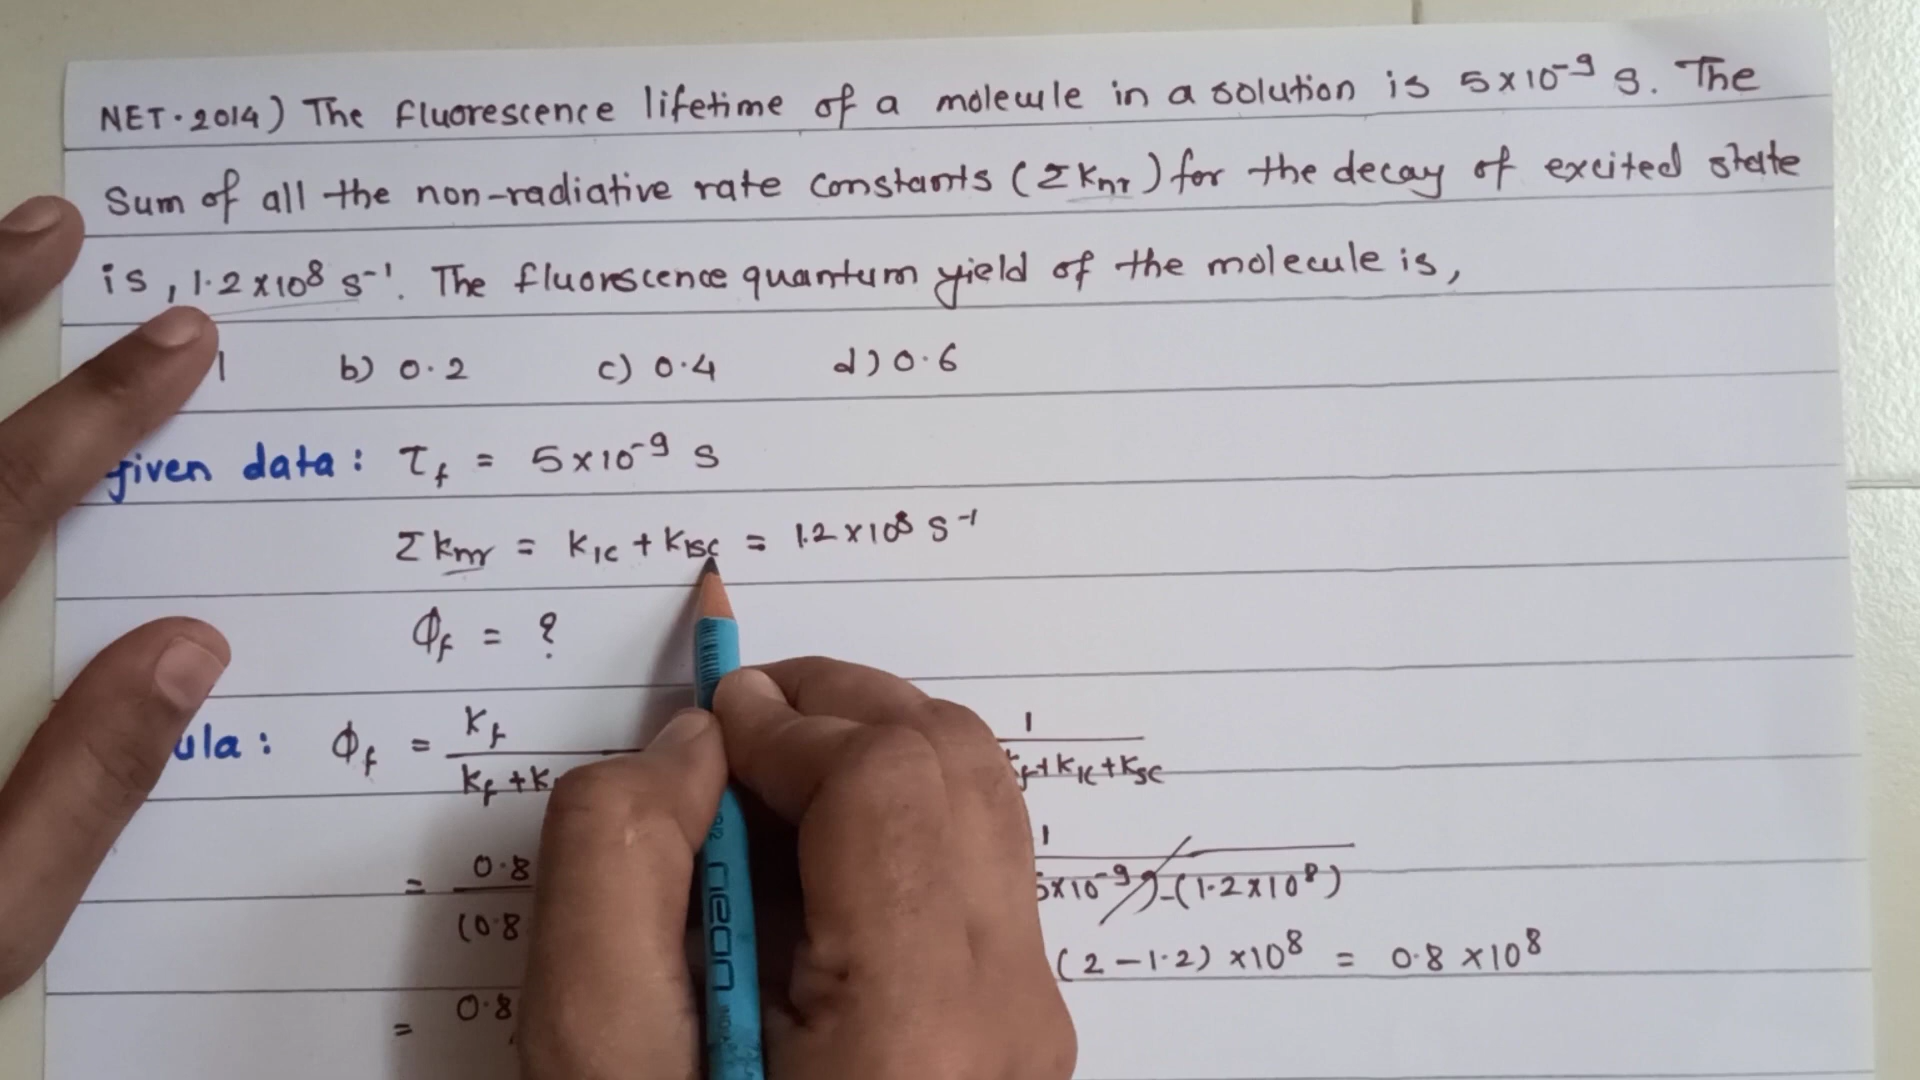 NET·2014) The fluorescence lifetime of a molecule in a solution is 5×10⁻⁹ s. The
Sum of all the non-radiative rate constants (Σknr) for the decay of excited state
is, 1.2×10⁸ s⁻¹. The fluorscence quantum yield of the molecule is,
1 b) 0.2 c) 0.4 d) 0.6
given data: τf = 5×10⁻⁹ s
Σknr = kIC + kISC = 1.2×10⁸ s⁻¹
ϕf = ?
ula: ϕf = kf / kf + k 1 / kf + kIC + kSC
= 0.8 / (0.8 1 / 5×10⁻⁹) - (1.2×10⁸)
(2 - 1.2) ×10⁸ = 0.8 ×10⁸
= 0.8
neon